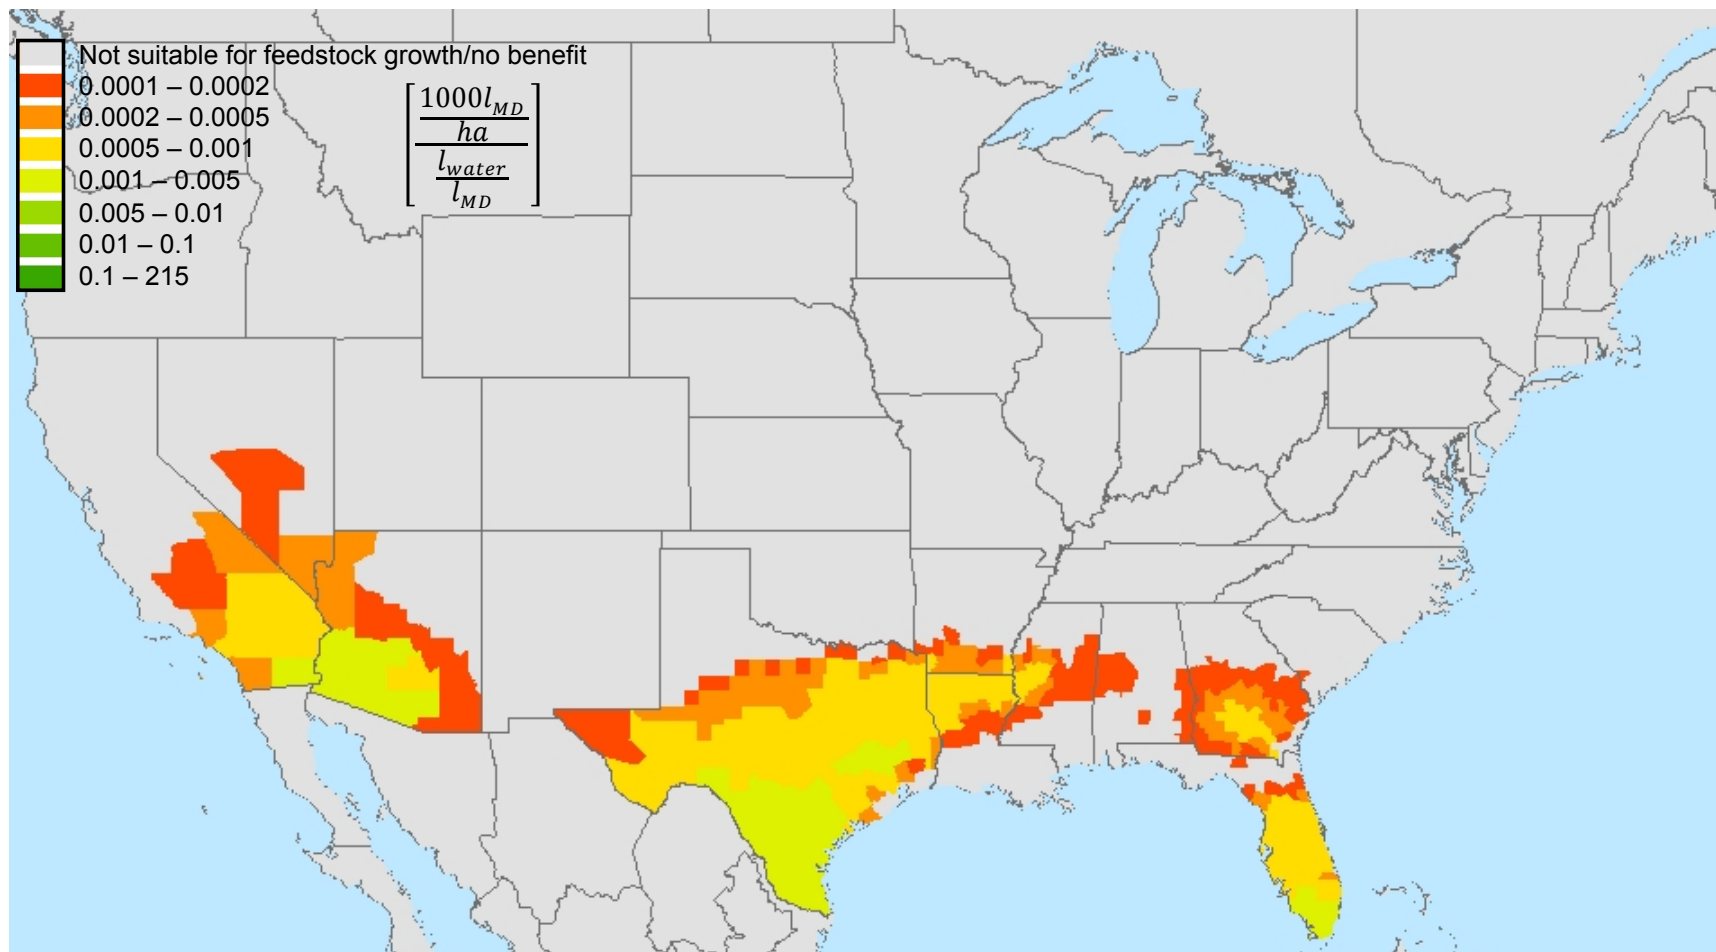 Not suitable for feedstock growth/no benefit
0.0001 – 0.0002
0.0002 – 0.0005
0.0005 – 0.001
0.001 – 0.005
0.005 – 0.01
0.01 – 0.1
0.1 – 215
1000l_MD
ha
l_water
l_MD